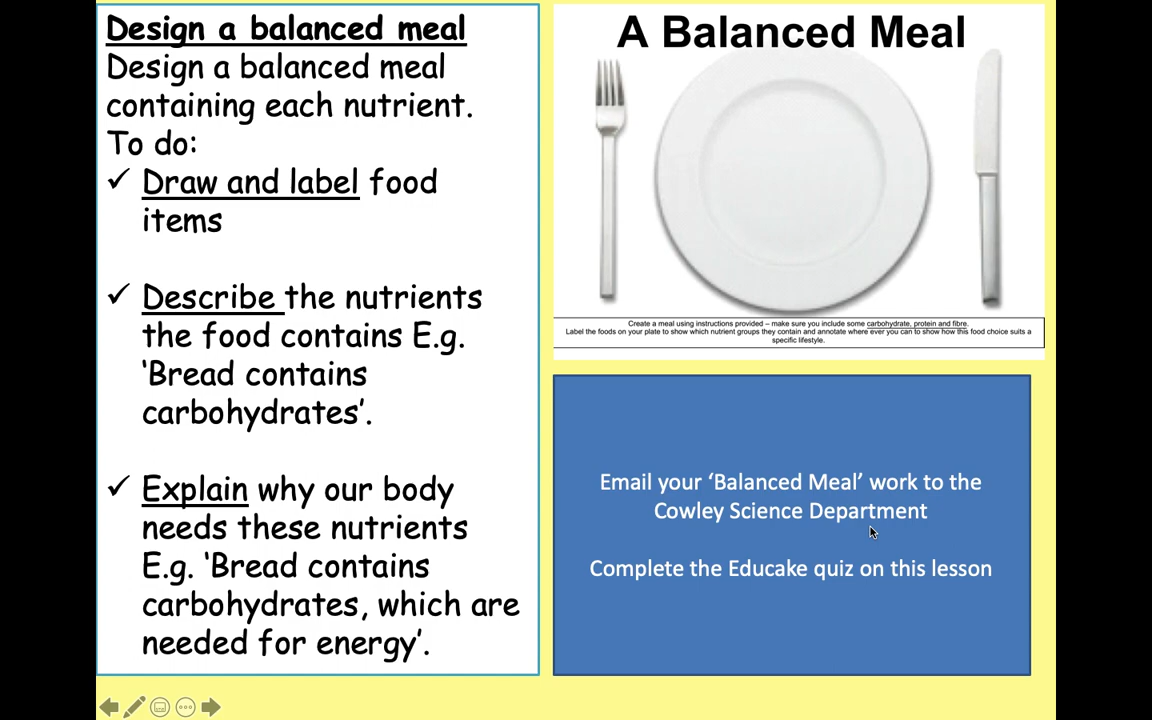 Design a balanced meal
Design a balanced meal
containing each nutrient.
To do:
✓ Draw and label food
items
✓ Describe the nutrients
the food contains E.g.
‘Bread contains
carbohydrates’.
✓ Explain why our body
needs these nutrients
E.g. ‘Bread contains
carbohydrates, which are
needed for energy’.
A Balanced Meal
Create a meal using instructions provided – make sure you include some carbohydrate, protein and fibre.
Label the foods on your plate to show which nutrient groups they contain and annotate where ever you can to show how this food choice suits a
specific lifestyle.
Email your ‘Balanced Meal’ work to the
Cowley Science Department
Complete the Educake quiz on this lesson